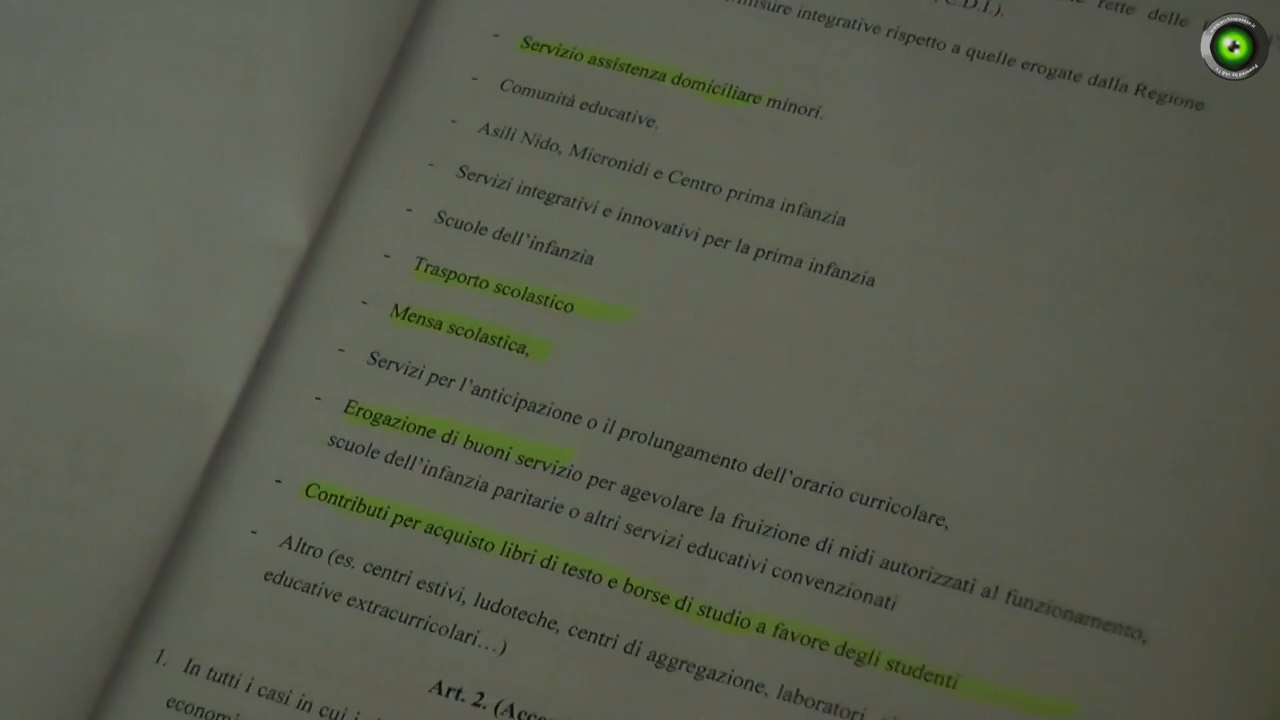 rette delle
C.D.I.).
misure integrative rispetto a quelle erogate dalla Regione
- Servizio assistenza domiciliare minori.
- Comunità educative.
- Asili Nido, Micronidi e Centro prima infanzia
- Servizi integrativi e innovativi per la prima infanzia
- Scuole dell'infanzia
- Trasporto scolastico
- Mensa scolastica,
- Servizi per l'anticipazione o il prolungamento dell'orario curricolare,
- Erogazione di buoni servizio per agevolare la fruizione di nidi autorizzati al funzionamento,
scuole dell'infanzia paritarie o altri servizi educativi convenzionati
- Contributi per acquisto libri di testo e borse di studio a favore degli studenti
- Altro (es. centri estivi, ludoteche, centri di aggregazione, laboratori,
educative extracurricolari…)
Art. 2. (Acce
1. In tutti i casi in cui i
economi